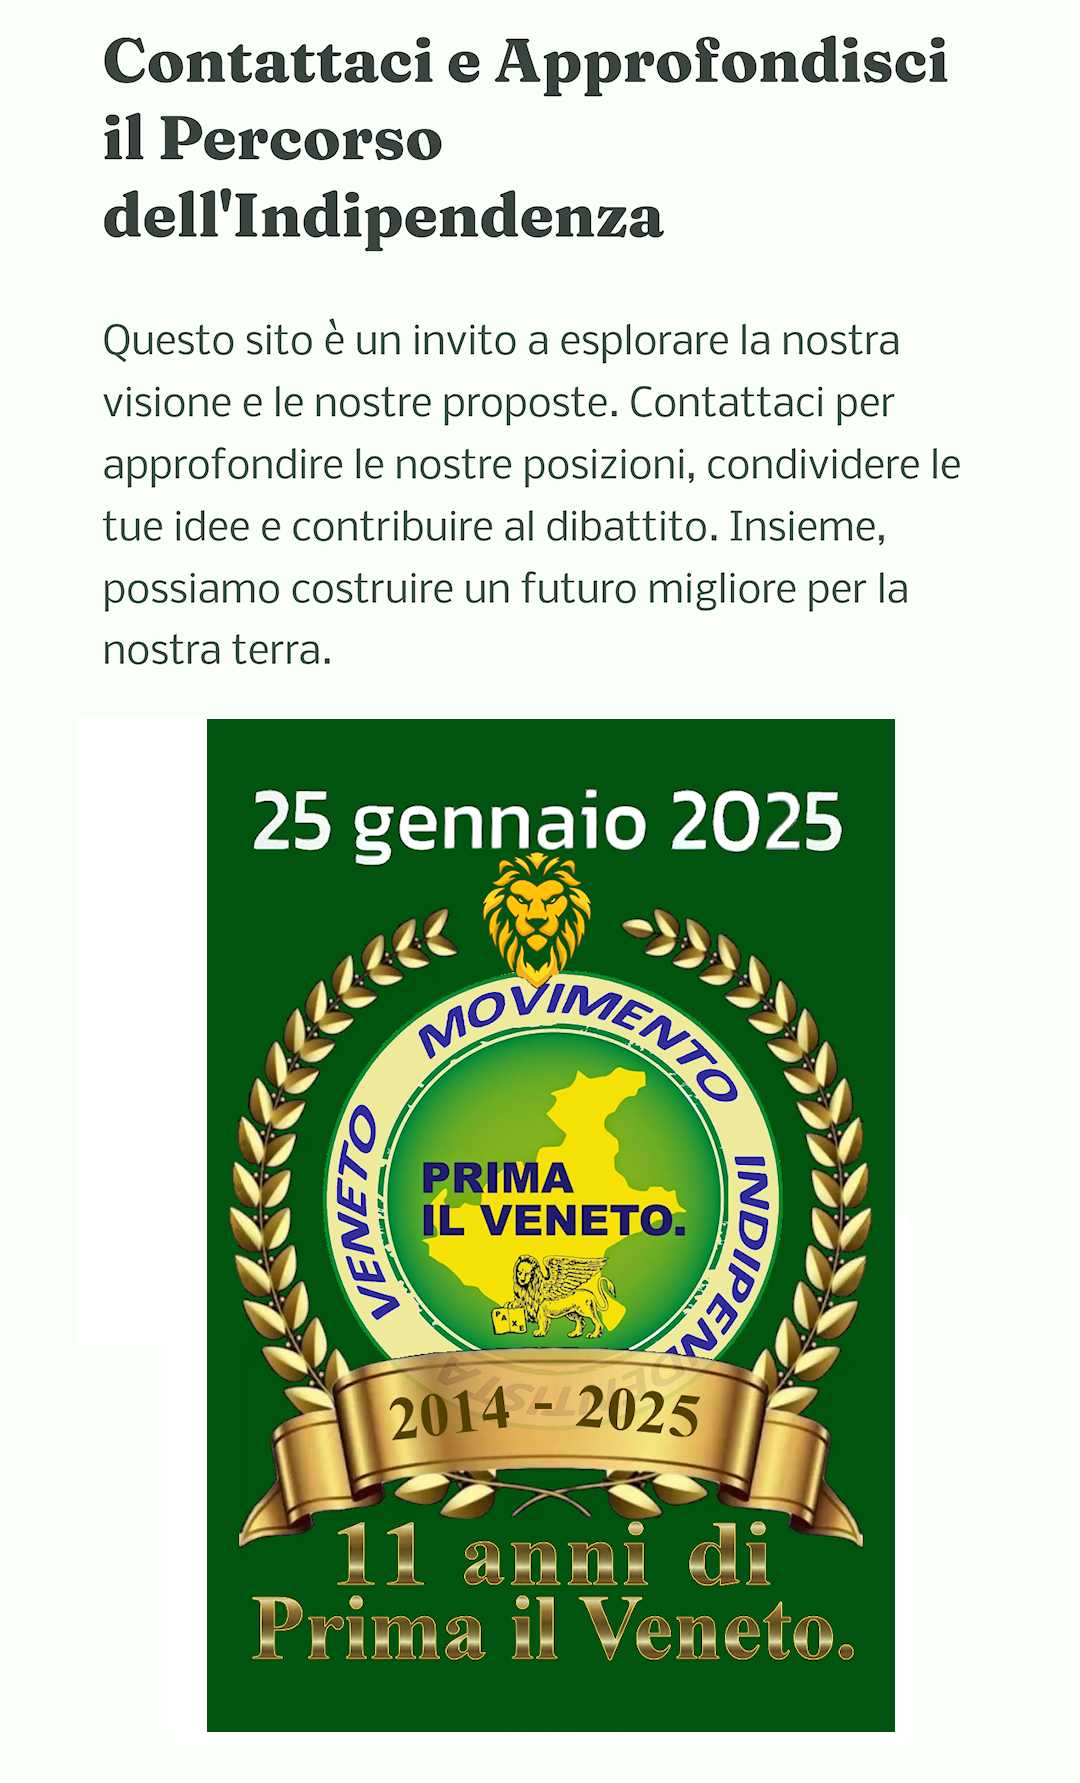 Contattaci e Approfondisci
il Percorso
dell'Indipendenza
Questo sito è un invito a esplorare la nostra
visione e le nostre proposte. Contattaci per
approfondire le nostre posizioni, condividere le
tue idee e contribuire al dibattito. Insieme,
possiamo costruire un futuro migliore per la
nostra terra.
25 gennaio 2025
VENETO MOVIMENTO INDIPENDENTISTA
PRIMA
IL VENETO.
PAXE
2014 - 2025
11 anni di
Prima il Veneto.